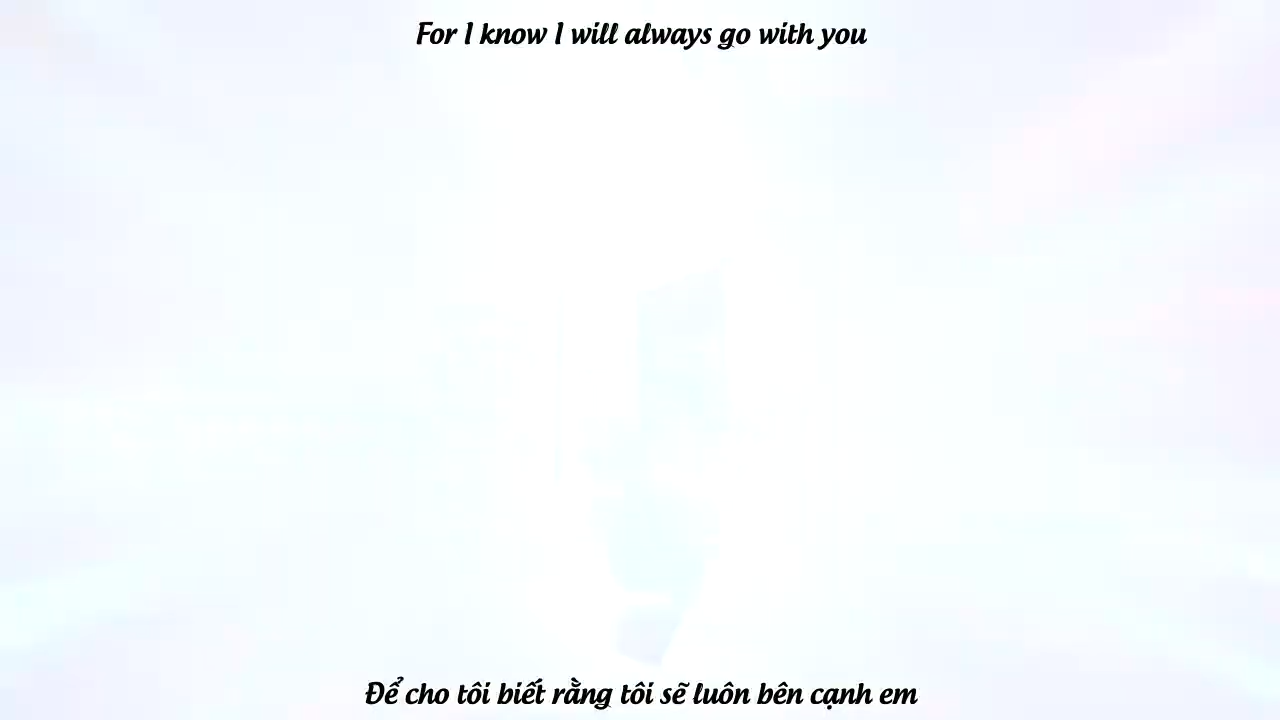 For I know I will always go with you
Để cho tôi biết rằng tôi sẽ luôn bên cạnh em